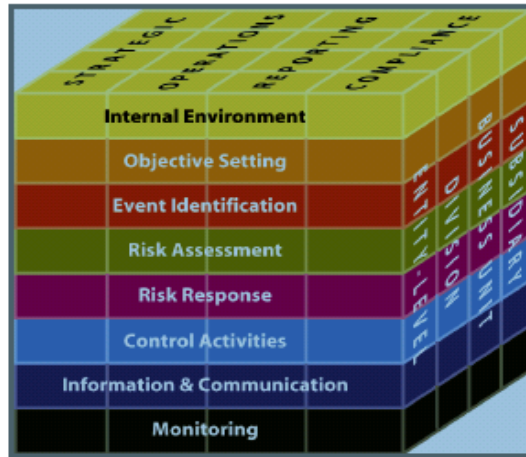 STRATEGIC
OPERATIONS
REPORTING
COMPLIANCE
Internal Environment
Objective Setting
Event Identification
Risk Assessment
Risk Response
Control Activities
Information & Communication
Monitoring
ENTITY-LEVEL
DIVISION
BUSINESS UNIT
SUBSIDIARY